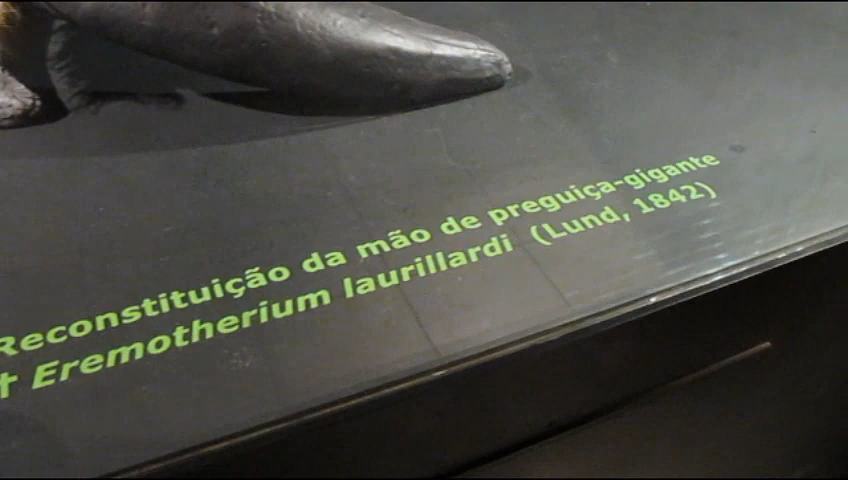 Reconstituição da mão de preguiça-gigante
† Eremotherium laurillardi (Lund, 1842)